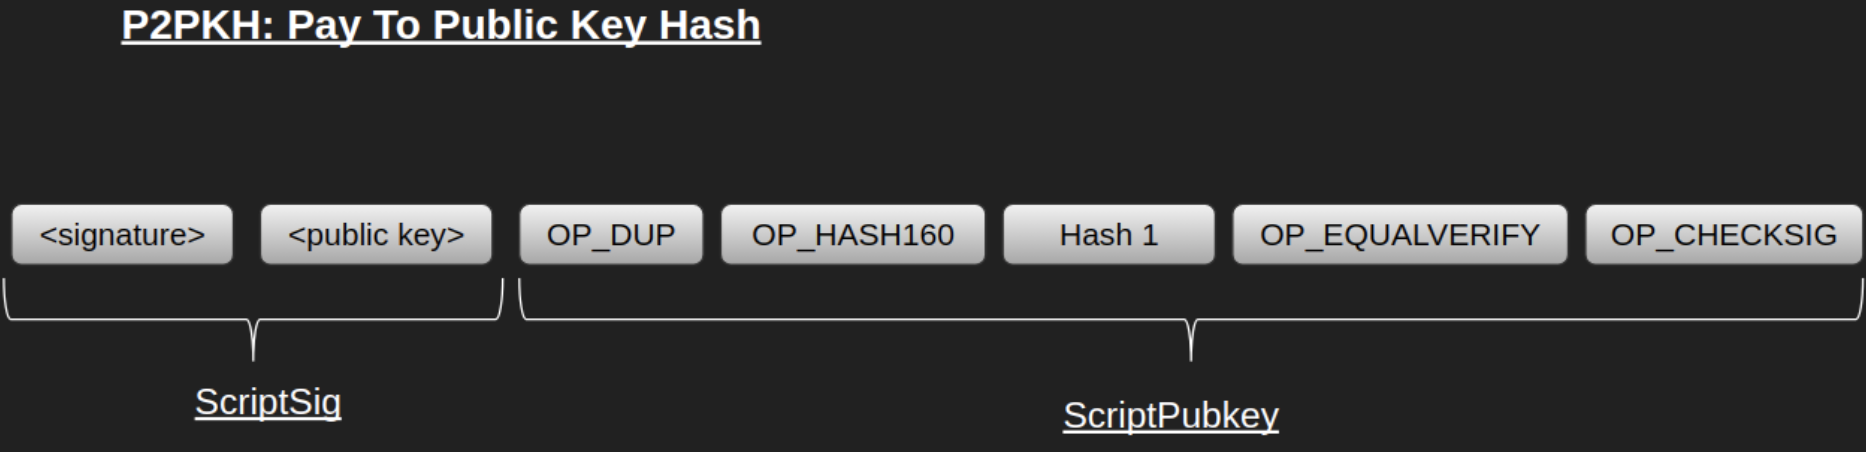 P2PKH: Pay To Public Key Hash
<signature> <public key> OP_DUP OP_HASH160 Hash 1 OP_EQUALVERIFY OP_CHECKSIG
ScriptSig
ScriptPubkey